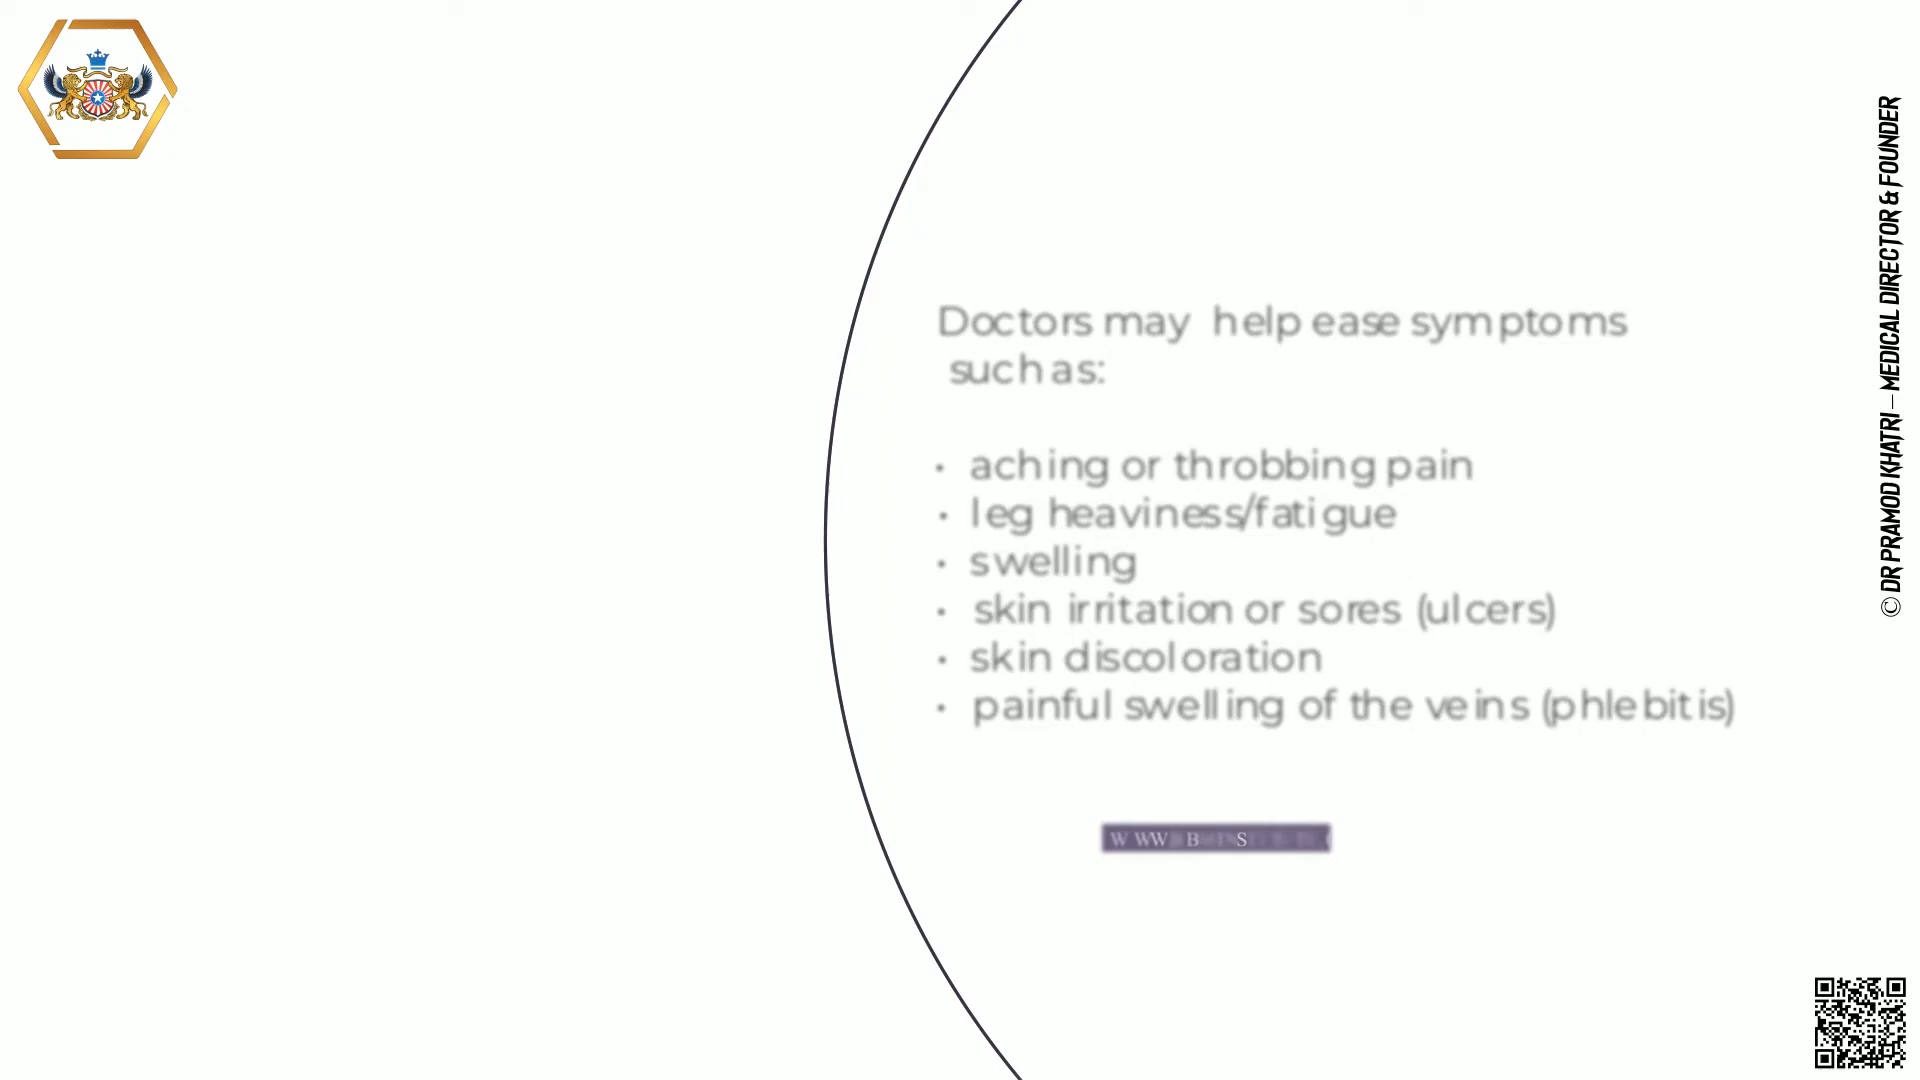 Doctors may help ease symptoms
such as:
• aching or throbbing pain
• leg heaviness/fatigue
• swelling
• skin irritation or sores (ulcers)
• skin discoloration
• painful swelling of the veins (phlebitis)
© DR PRAMOD KHATRI – MEDICAL DIRECTOR & FOUNDER